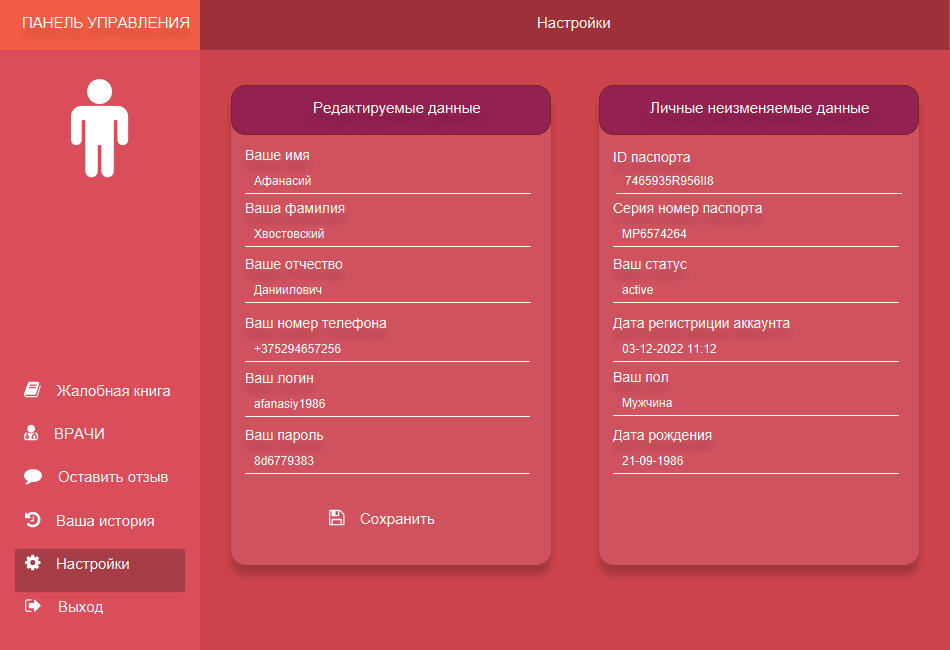 ПАНЕЛЬ УПРАВЛЕНИЯ
Настройки
Жалобная книга
ВРАЧИ
Оставить отзыв
Ваша история
Настройки
Выход
Редактируемые данные
Ваше имя
Афанасий
Ваша фамилия
Хвостовский
Ваше отчество
Даниилович
Ваш номер телефона
+375294657256
Ваш логин
afanasiy1986
Ваш пароль
8d6779383
Сохранить
Личные неизменяемые данные
ID паспорта
7465935R956II8
Серия номер паспорта
MP6574264
Ваш статус
active
Дата регистриции аккаунта
03-12-2022 11:12
Ваш пол
Мужчина
Дата рождения
21-09-1986